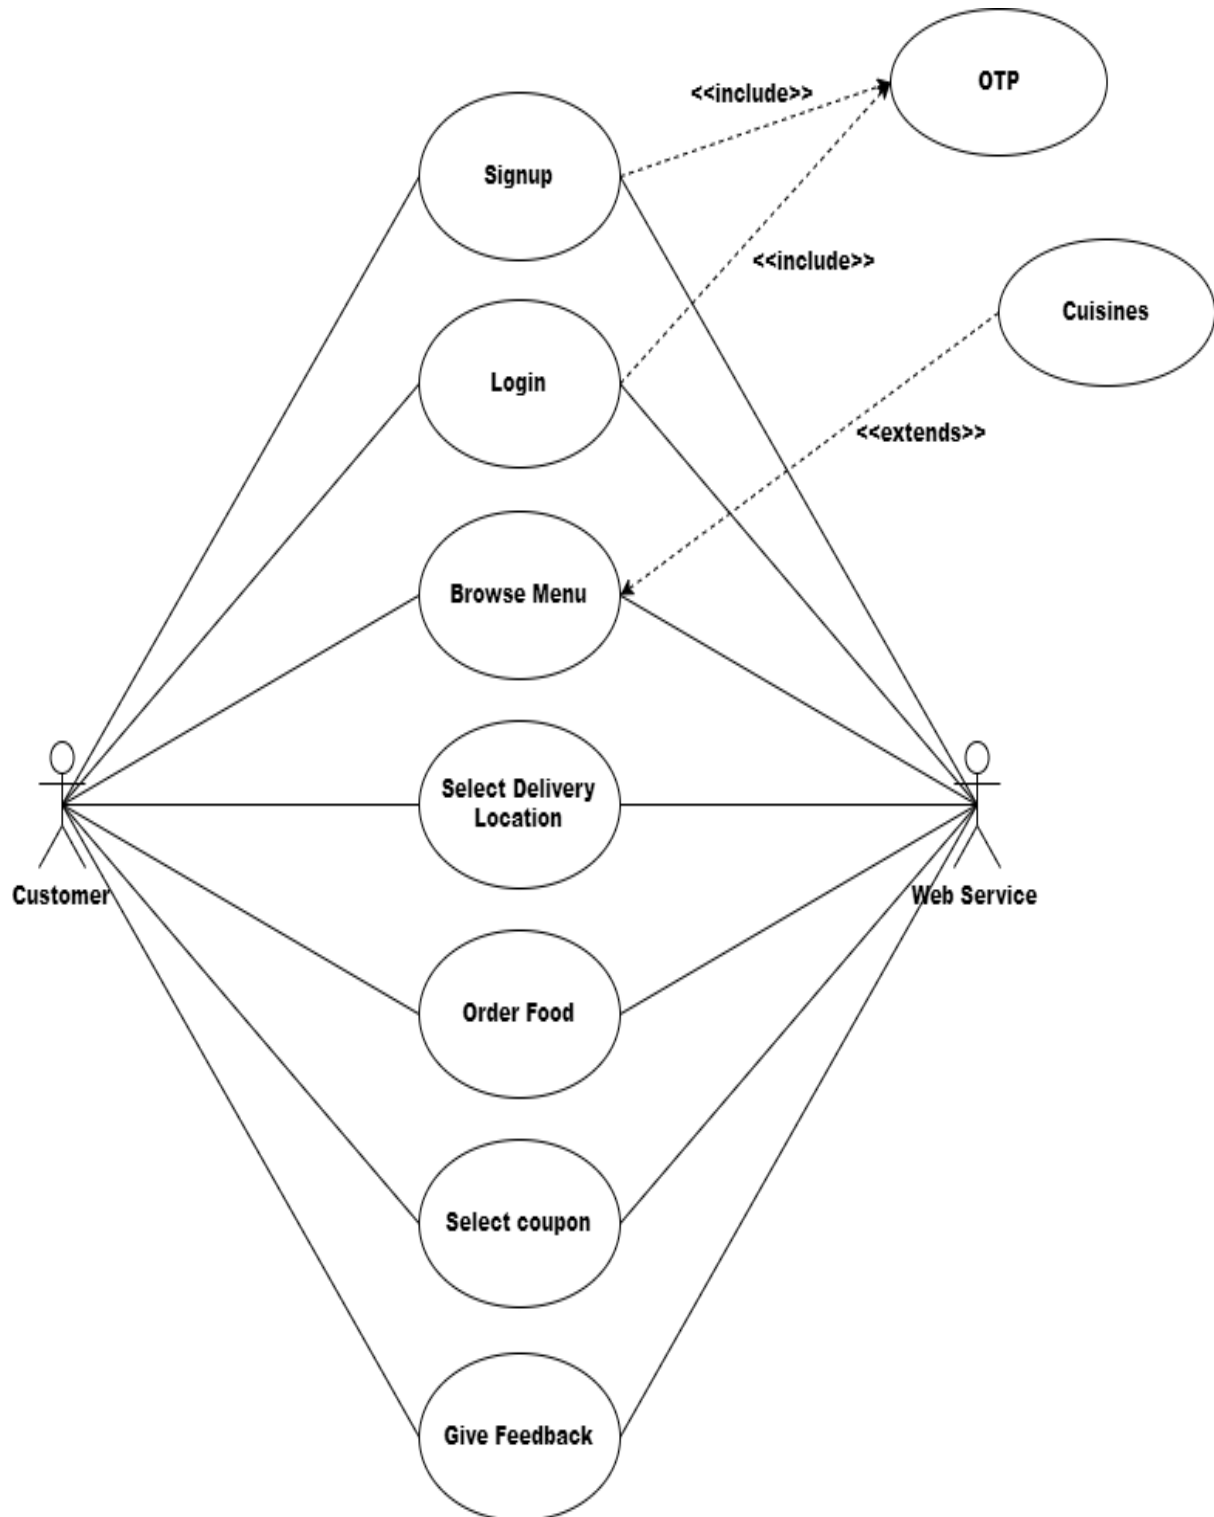 OTP
<<include>>
Signup
<<include>>
Cuisines
Login
<<extends>>
Browse Menu
Select Delivery
Location
Customer
Web Service
Order Food
Select coupon
Give Feedback